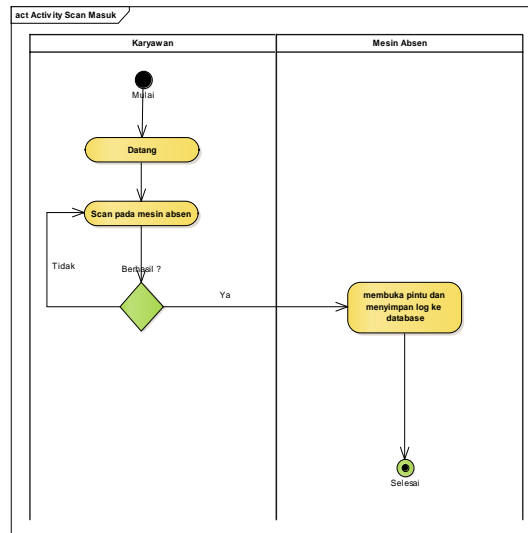 act Activity Scan Masuk
Karyawan
Mesin Absen
Mulai
Datang
Scan pada mesin absen
Tidak
Berhasil ?
Ya
membuka pintu dan
menyimpan log ke
database
Selesai